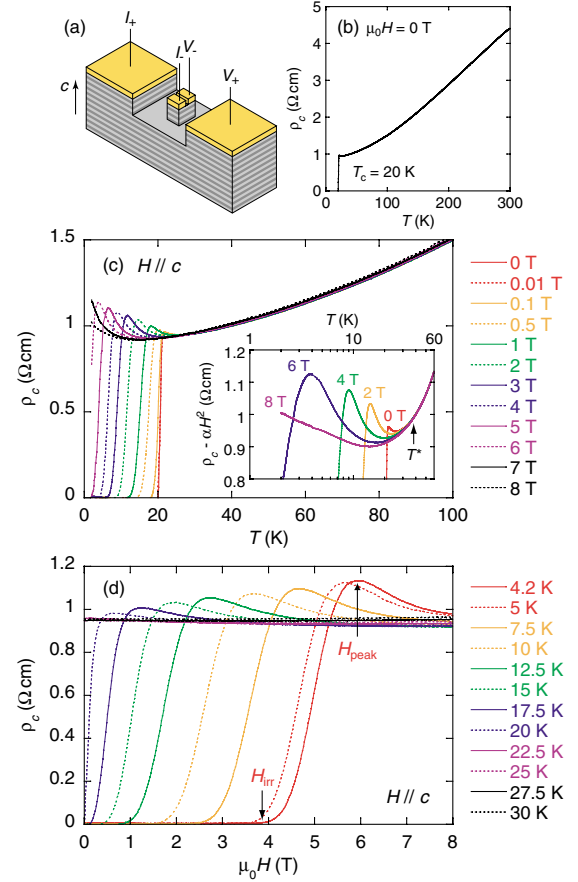 (a)
I+
I-
V-
V+
c
(b)
μ₀H = 0 T
5
4
3
2
1
0
ρc (Ωcm)
Tc = 20 K
0
100
200
300
T (K)
(c)
H // c
1.5
1
0.5
0
ρc (Ωcm)
0
20
40
60
80
100
T (K)
T (K)
1
10
60
1.2
1.1
1
0.9
0.8
ρc - αH²
(Ωcm)
6 T
4 T
2 T
0 T
8 T
T*
0 T
0.01 T
0.1 T
0.5 T
1 T
2 T
3 T
4 T
5 T
6 T
7 T
8 T
(d)
1.2
1
0.8
0.6
0.4
0.2
0
ρc (Ωcm)
Hpeak
Hirr
H // c
0
1
2
3
4
5
6
7
8
μ₀H (T)
4.2 K
5 K
7.5 K
10 K
12.5 K
15 K
17.5 K
20 K
22.5 K
25 K
27.5 K
30 K